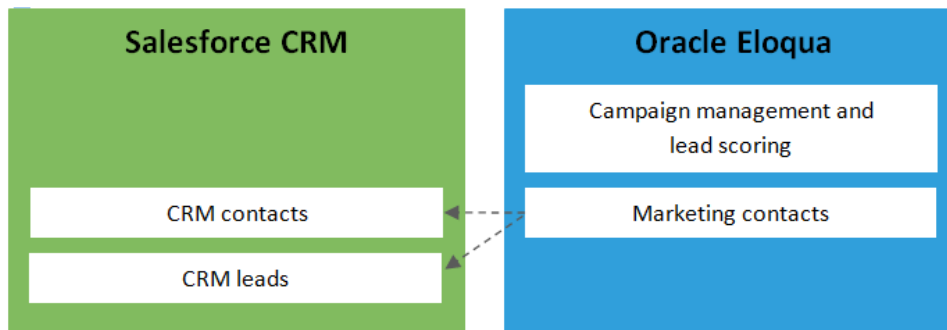 Salesforce CRM
CRM contacts
CRM leads
Oracle Eloqua
Campaign management and
lead scoring
Marketing contacts